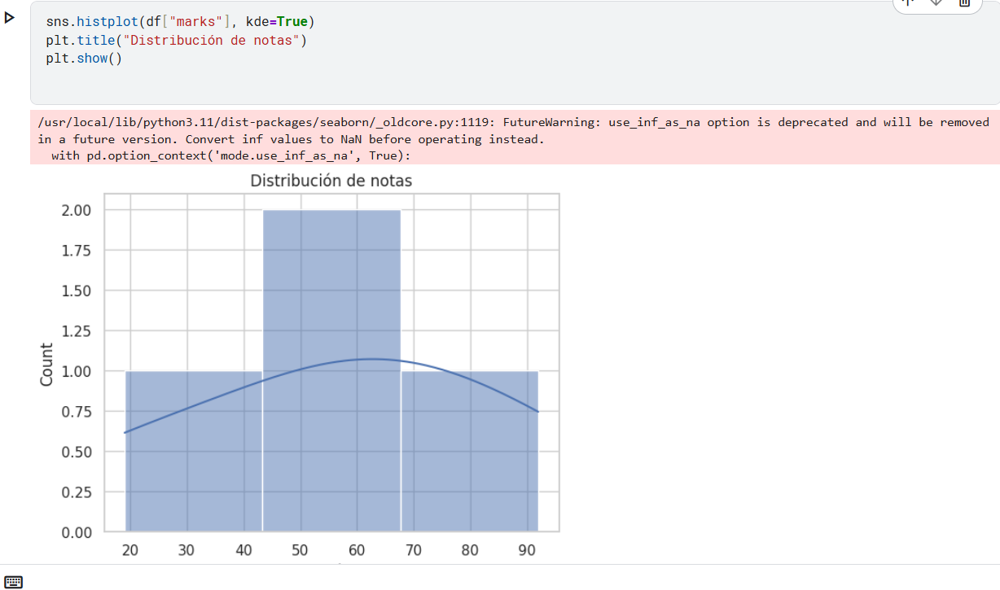 sns.histplot(df["marks"], kde=True)
plt.title("Distribución de notas")
plt.show()
/usr/local/lib/python3.11/dist-packages/seaborn/_oldcore.py:1119: FutureWarning: use_inf_as_na option is deprecated and will be removed
in a future version. Convert inf values to NaN before operating instead.
  with pd.option_context('mode.use_inf_as_na', True):
Distribución de notas
2.00
1.75
1.50
1.25
1.00
0.75
0.50
0.25
0.00
Count
20 30 40 50 60 70 80 90